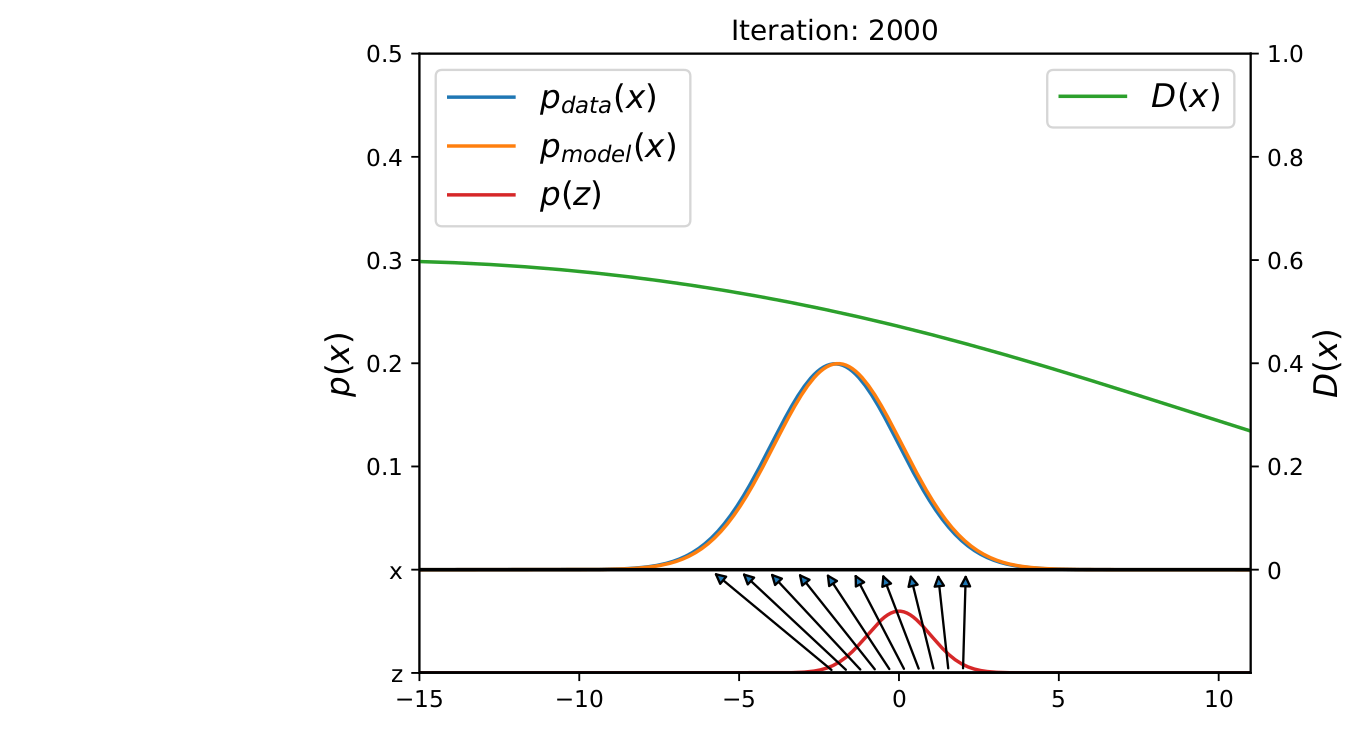 Iteration: 2000
0.5
1.0
p_data(x)
D(x)
p_model(x)
p(z)
0.4
0.8
0.3
0.6
p(x)
D(x)
0.2
0.4
0.1
0.2
x
0
z
−15 −10 −5 0 5 10